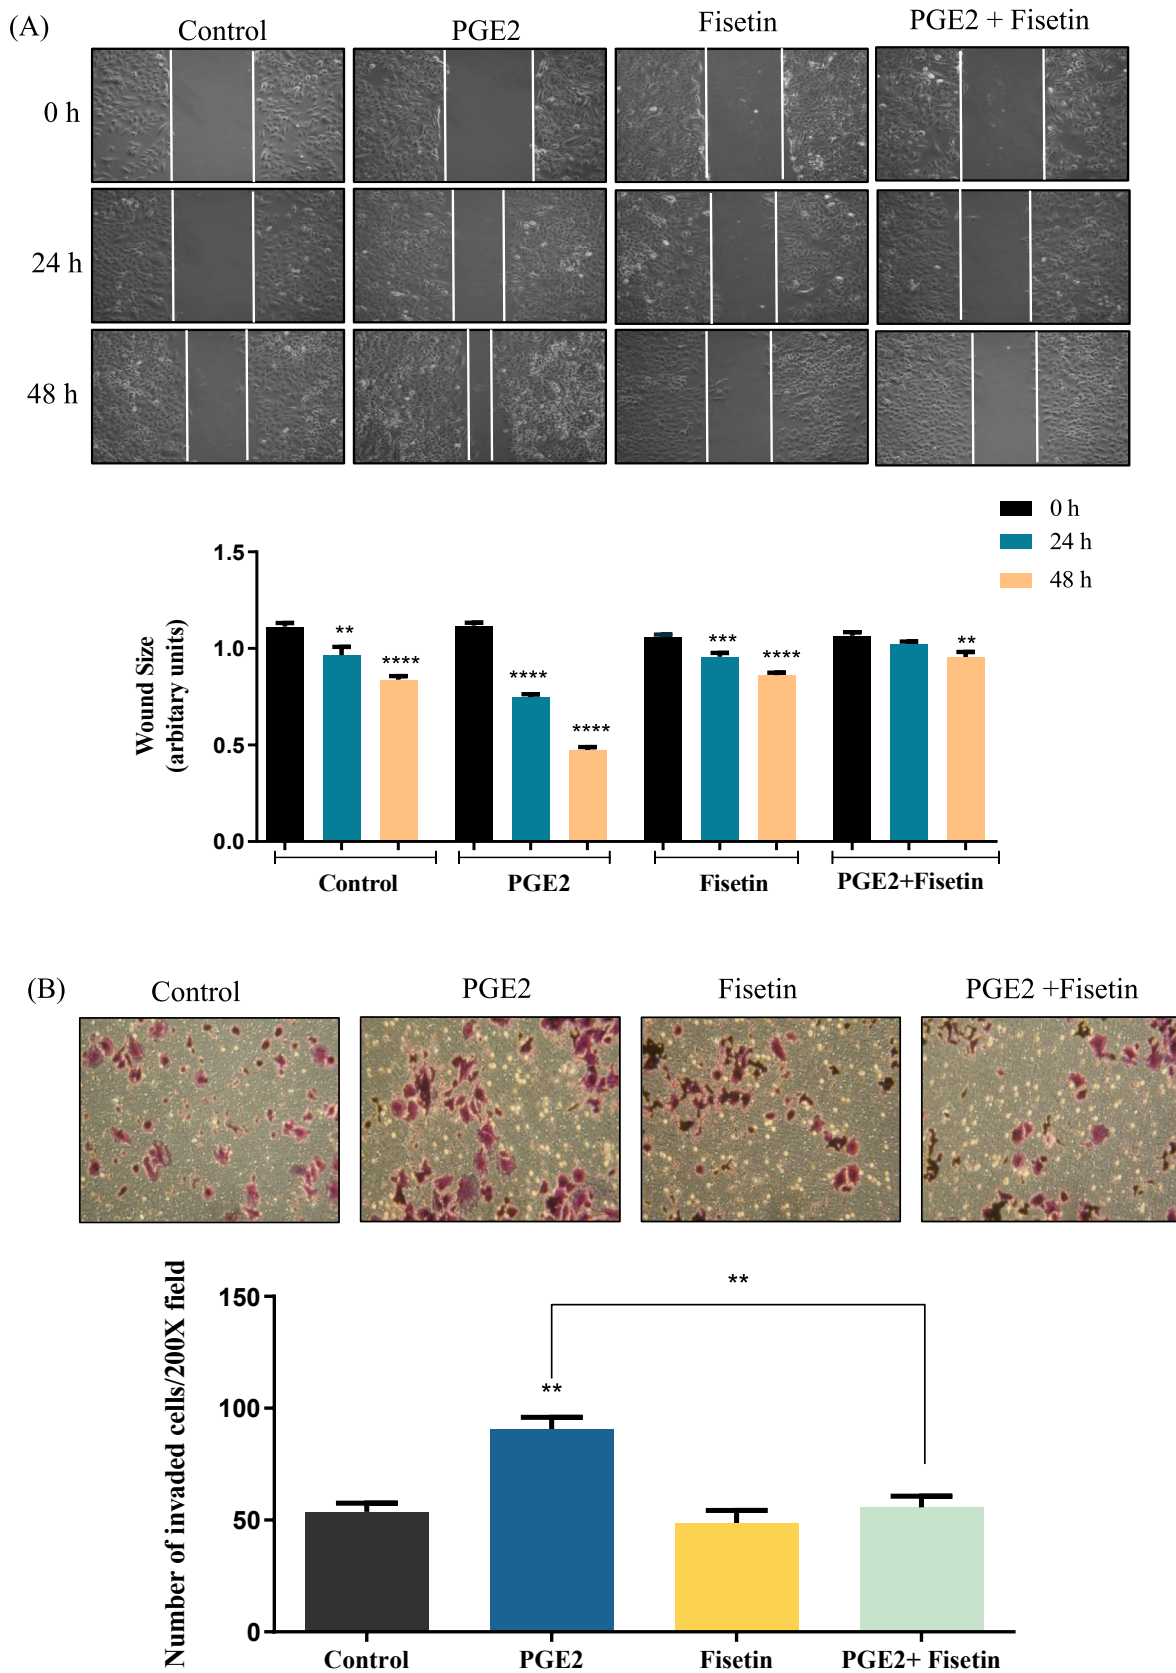 (A)
Control PGE2 Fisetin PGE2 + Fisetin
0 h
24 h
48 h
0 h
24 h
48 h
Wound Size
(arbitary units)
1.5
1.0
0.5
0.0
** ****
**** ****
*** ****
**
Control PGE2 Fisetin PGE2+Fisetin
(B)
Control PGE2 Fisetin PGE2 +Fisetin
Number of invaded cells/200X field
150
100
50
0
**
**
Control PGE2 Fisetin PGE2+ Fisetin